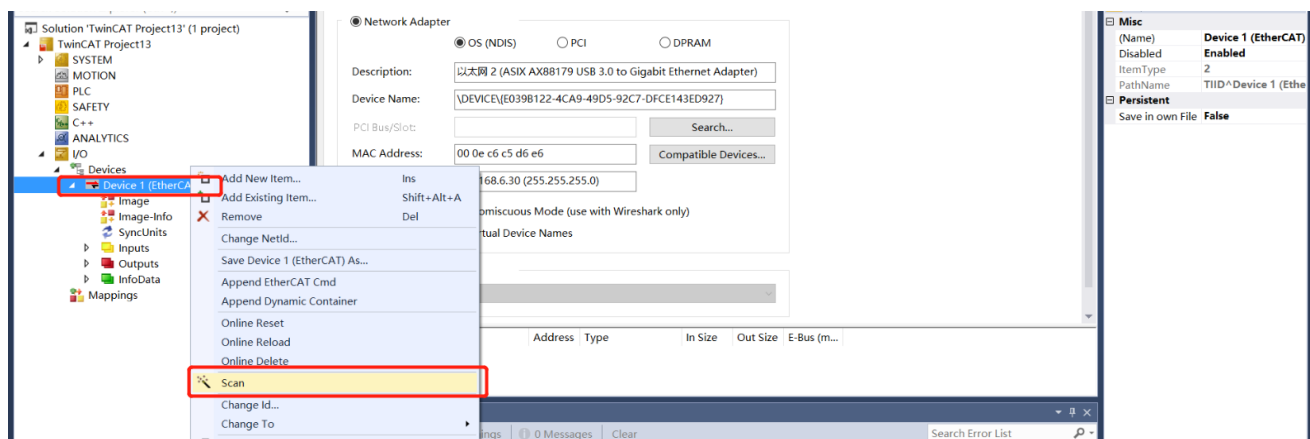 Solution 'TwinCAT Project13' (1 project)
TwinCAT Project13
SYSTEM
MOTION
PLC
SAFETY
C++
ANALYTICS
I/O
Devices
Device 1 (EtherCA
Image
Image-Info
SyncUnits
Inputs
Outputs
InfoData
Mappings
Add New Item... Ins
Add Existing Item... Shift+Alt+A
Remove Del
Change NetId...
Save Device 1 (EtherCAT) As...
Append EtherCAT Cmd
Append Dynamic Container
Online Reset
Online Reload
Online Delete
Scan
Change Id...
Change To
Network Adapter
OS (NDIS) PCI DPRAM
Description: 以太网 2 (ASIX AX88179 USB 3.0 to Gigabit Ethernet Adapter)
Device Name: \DEVICE\{E039B122-4CA9-49D5-92C7-DFCE143ED927}
PCI Bus/Slot: Search...
MAC Address: 00 0e c6 c5 d6 e6 Compatible Devices...
168.6.30 (255.255.255.0)
omiscuous Mode (use with Wireshark only)
rtual Device Names
Address Type In Size Out Size E-Bus (m...
ings 0 Messages Clear Search Error List
Misc
(Name) Device 1 (EtherCAT)
Disabled Enabled
ItemType 2
PathName TIID^Device 1 (Ethe
Persistent
Save in own File False